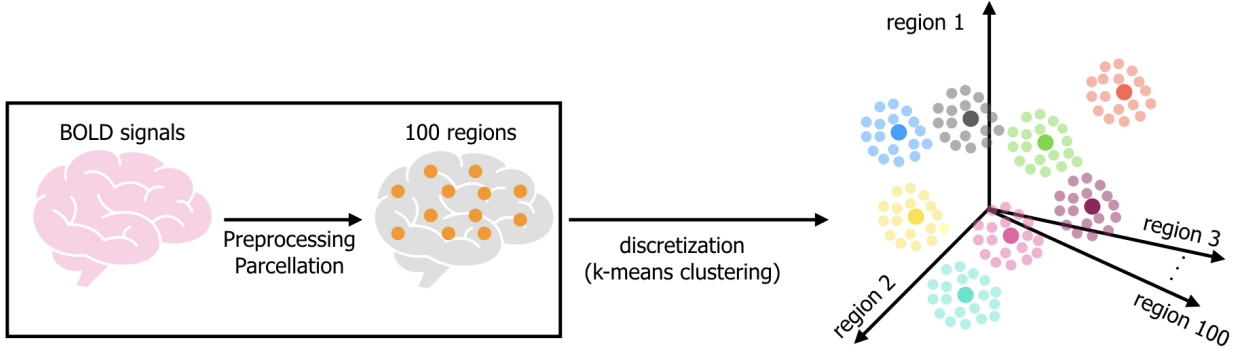 BOLD signals
100 regions
Preprocessing
Parcellation
discretization
(k-means clustering)
region 1
region 2
region 3
region 100